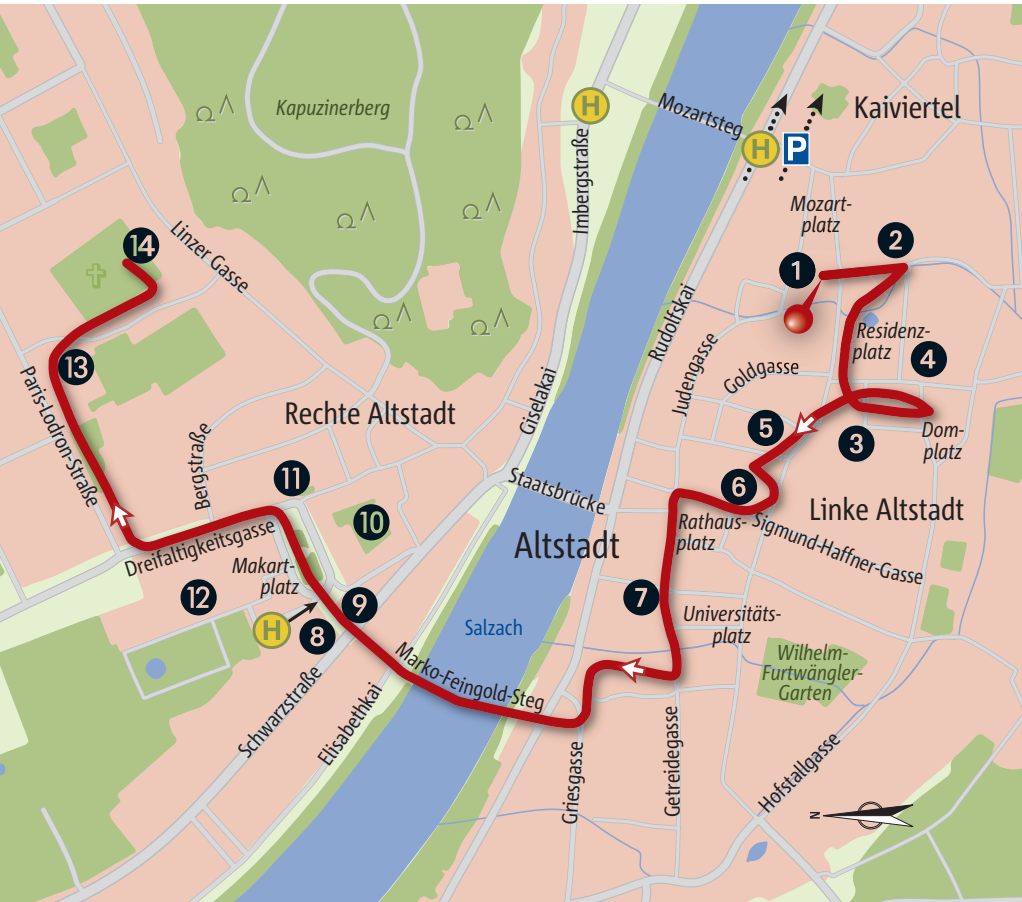 Kapuzinerberg
H
Mozartsteg
H
P
Kaiviertel
Imbergstraße
Mozart-
platz
14
Linzer Gasse
1
2
Rudolfskai
Residenz-
platz
4
13
Paris-Lodron-Straße
Judengasse
Goldgasse
Rechte Altstadt
Giselakai
5
3
Dom-
platz
Bergstraße
11
Staatsbrücke
6
Linke Altstadt
10
Altstadt
Rathaus-
platz
Sigmund-Haffner-Gasse
Dreifaltigkeitsgasse
Makart-
platz
12
9
7
Universitäts-
platz
H
8
Salzach
Wilhelm-
Furtwängler-
Garten
Marko-Feingold-Steg
Schwarzstraße
Elisabethkai
Griesgasse
Getreidegasse
Hofstallgasse
N